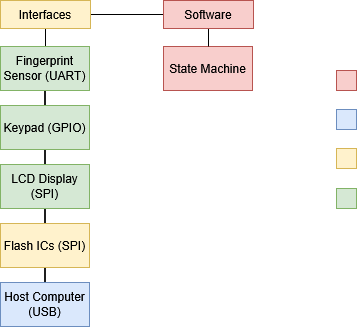 Interfaces
Software
Fingerprint
Sensor (UART)
State Machine
Keypad (GPIO)
LCD Display
(SPI)
Flash ICs (SPI)
Host Computer
(USB)